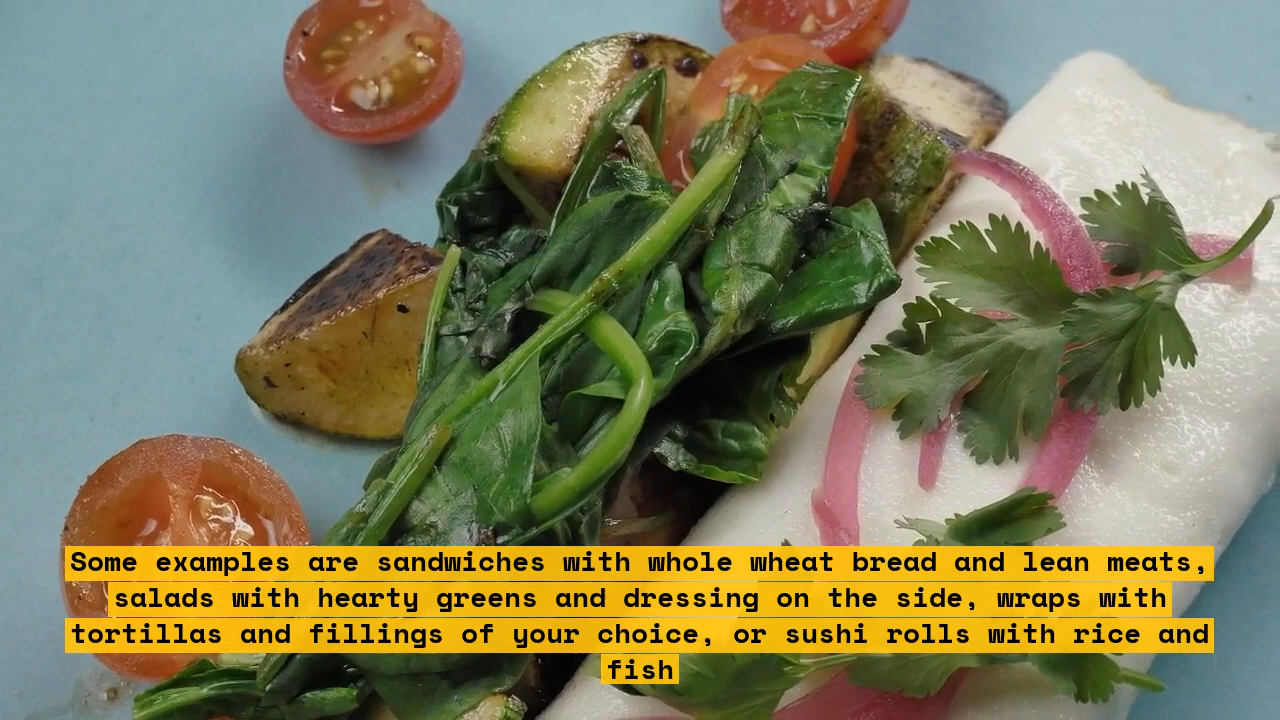 Some examples are sandwiches with whole wheat bread and lean meats,
salads with hearty greens and dressing on the side, wraps with
tortillas and fillings of your choice, or sushi rolls with rice and
fish